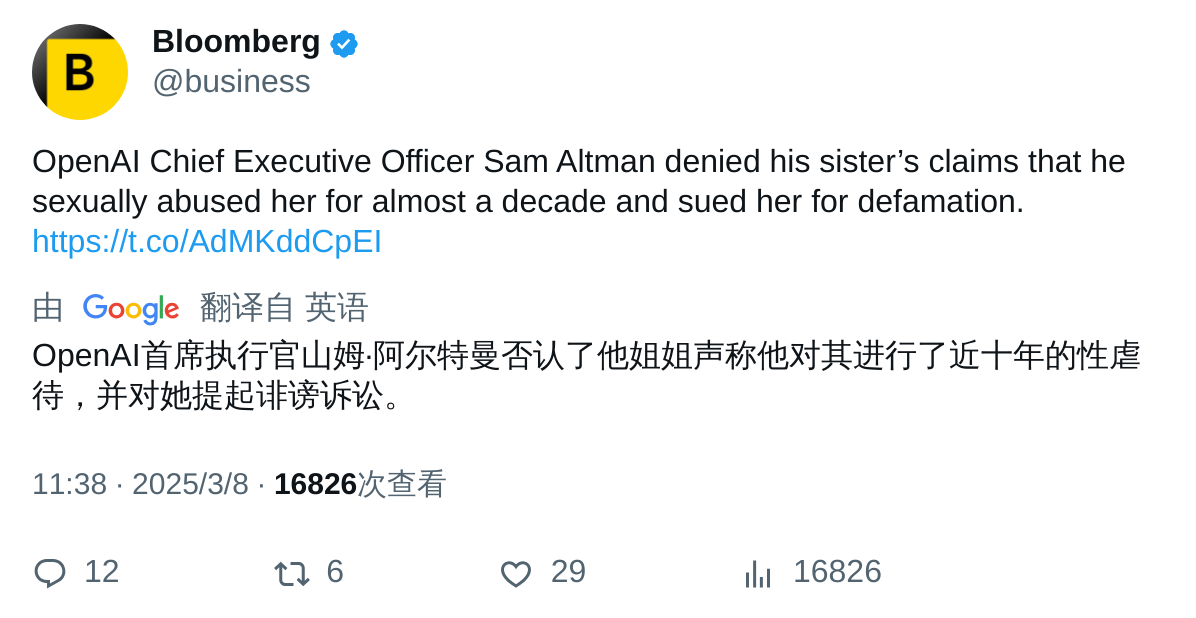 B
Bloomberg
@business
OpenAI Chief Executive Officer Sam Altman denied his sister’s claims that he
sexually abused her for almost a decade and sued her for defamation.
https://t.co/AdMKddCpEI
由 Google 翻译自 英语
OpenAI首席执行官山姆·阿尔特曼否认了他姐姐声称他对其进行了近十年的性虐
待，并对她提起诽谤诉讼。
11:38 · 2025/3/8 · 16826次查看
12 6 29 16826